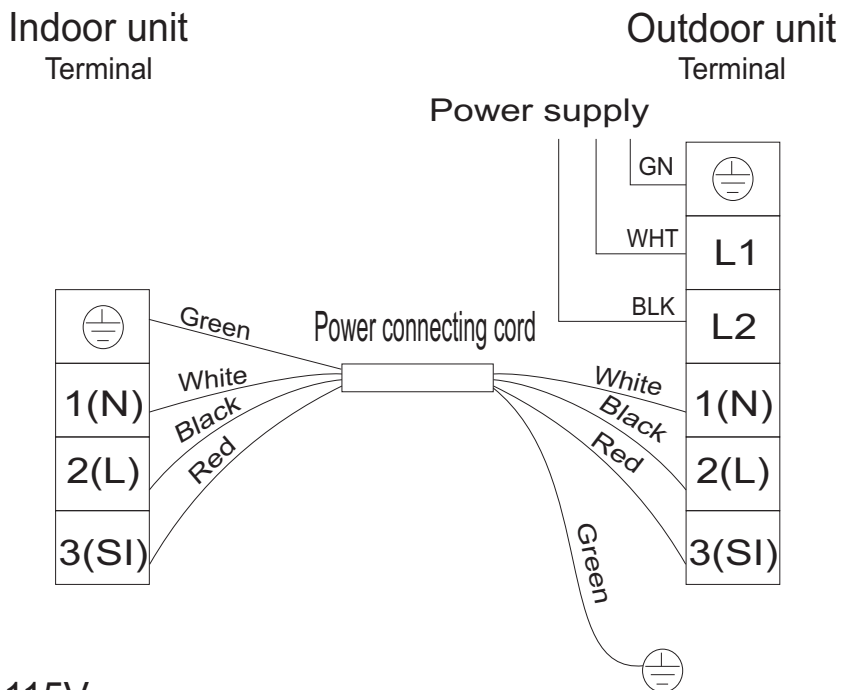 Indoor unit
Terminal
Outdoor unit
Terminal
Power supply
GN
WHT
L1
BLK
L2
Green
Power connecting cord
1(N)
White
White
1(N)
2(L)
Black
Black
2(L)
3(SI)
Red
Red
3(SI)
Green
115V